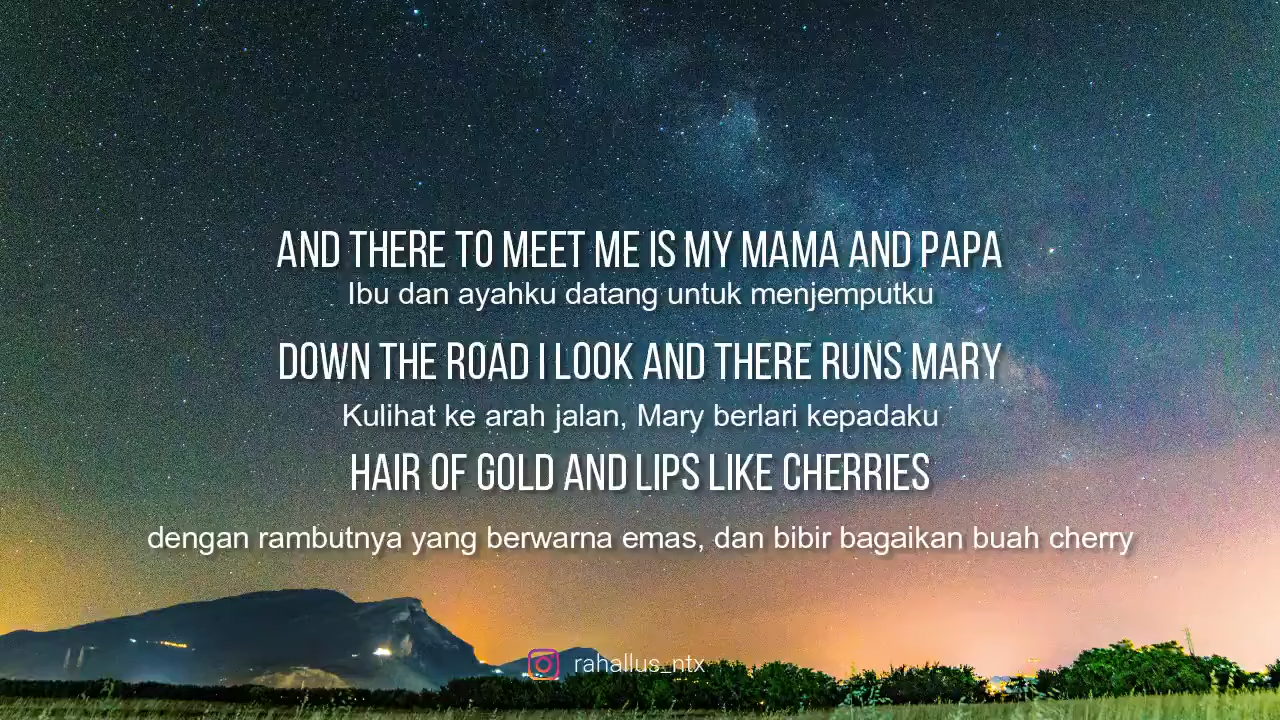 AND THERE TO MEET ME IS MY MAMA AND PAPA
Ibu dan ayahku datang untuk menjemputku
DOWN THE ROAD I LOOK AND THERE RUNS MARY
Kulihat ke arah jalan, Mary berlari kepadaku
HAIR OF GOLD AND LIPS LIKE CHERRIES
dengan rambutnya yang berwarna emas, dan bibir bagaikan buah cherry
rahallus_ntx